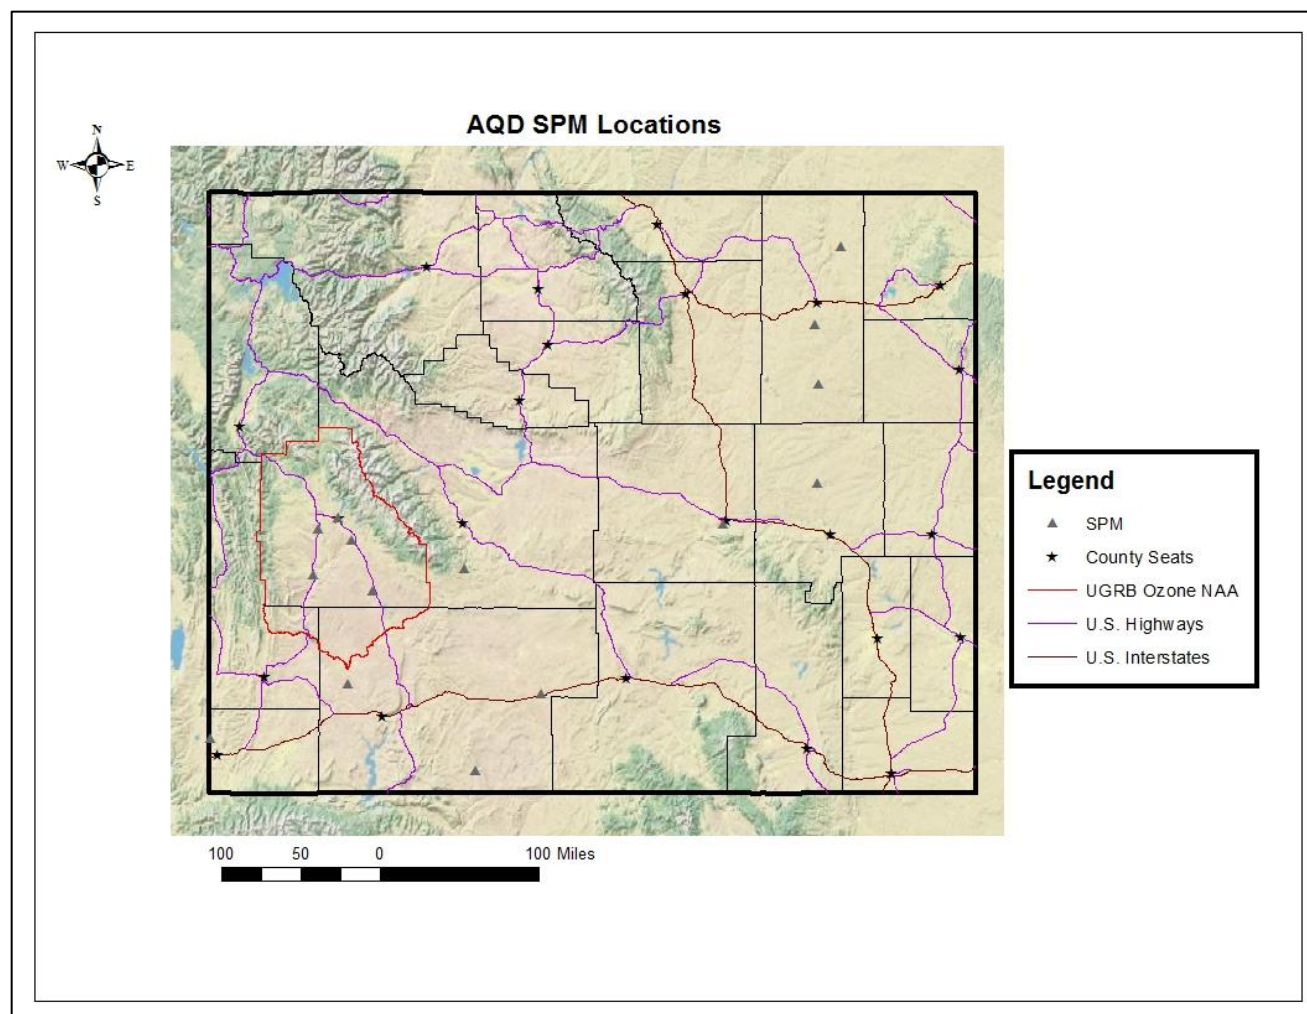 AQD SPM Locations
N
W E
S
Legend
SPM
County Seats
UGRB Ozone NAA
U.S. Highways
U.S. Interstates
100 50 0 100 Miles